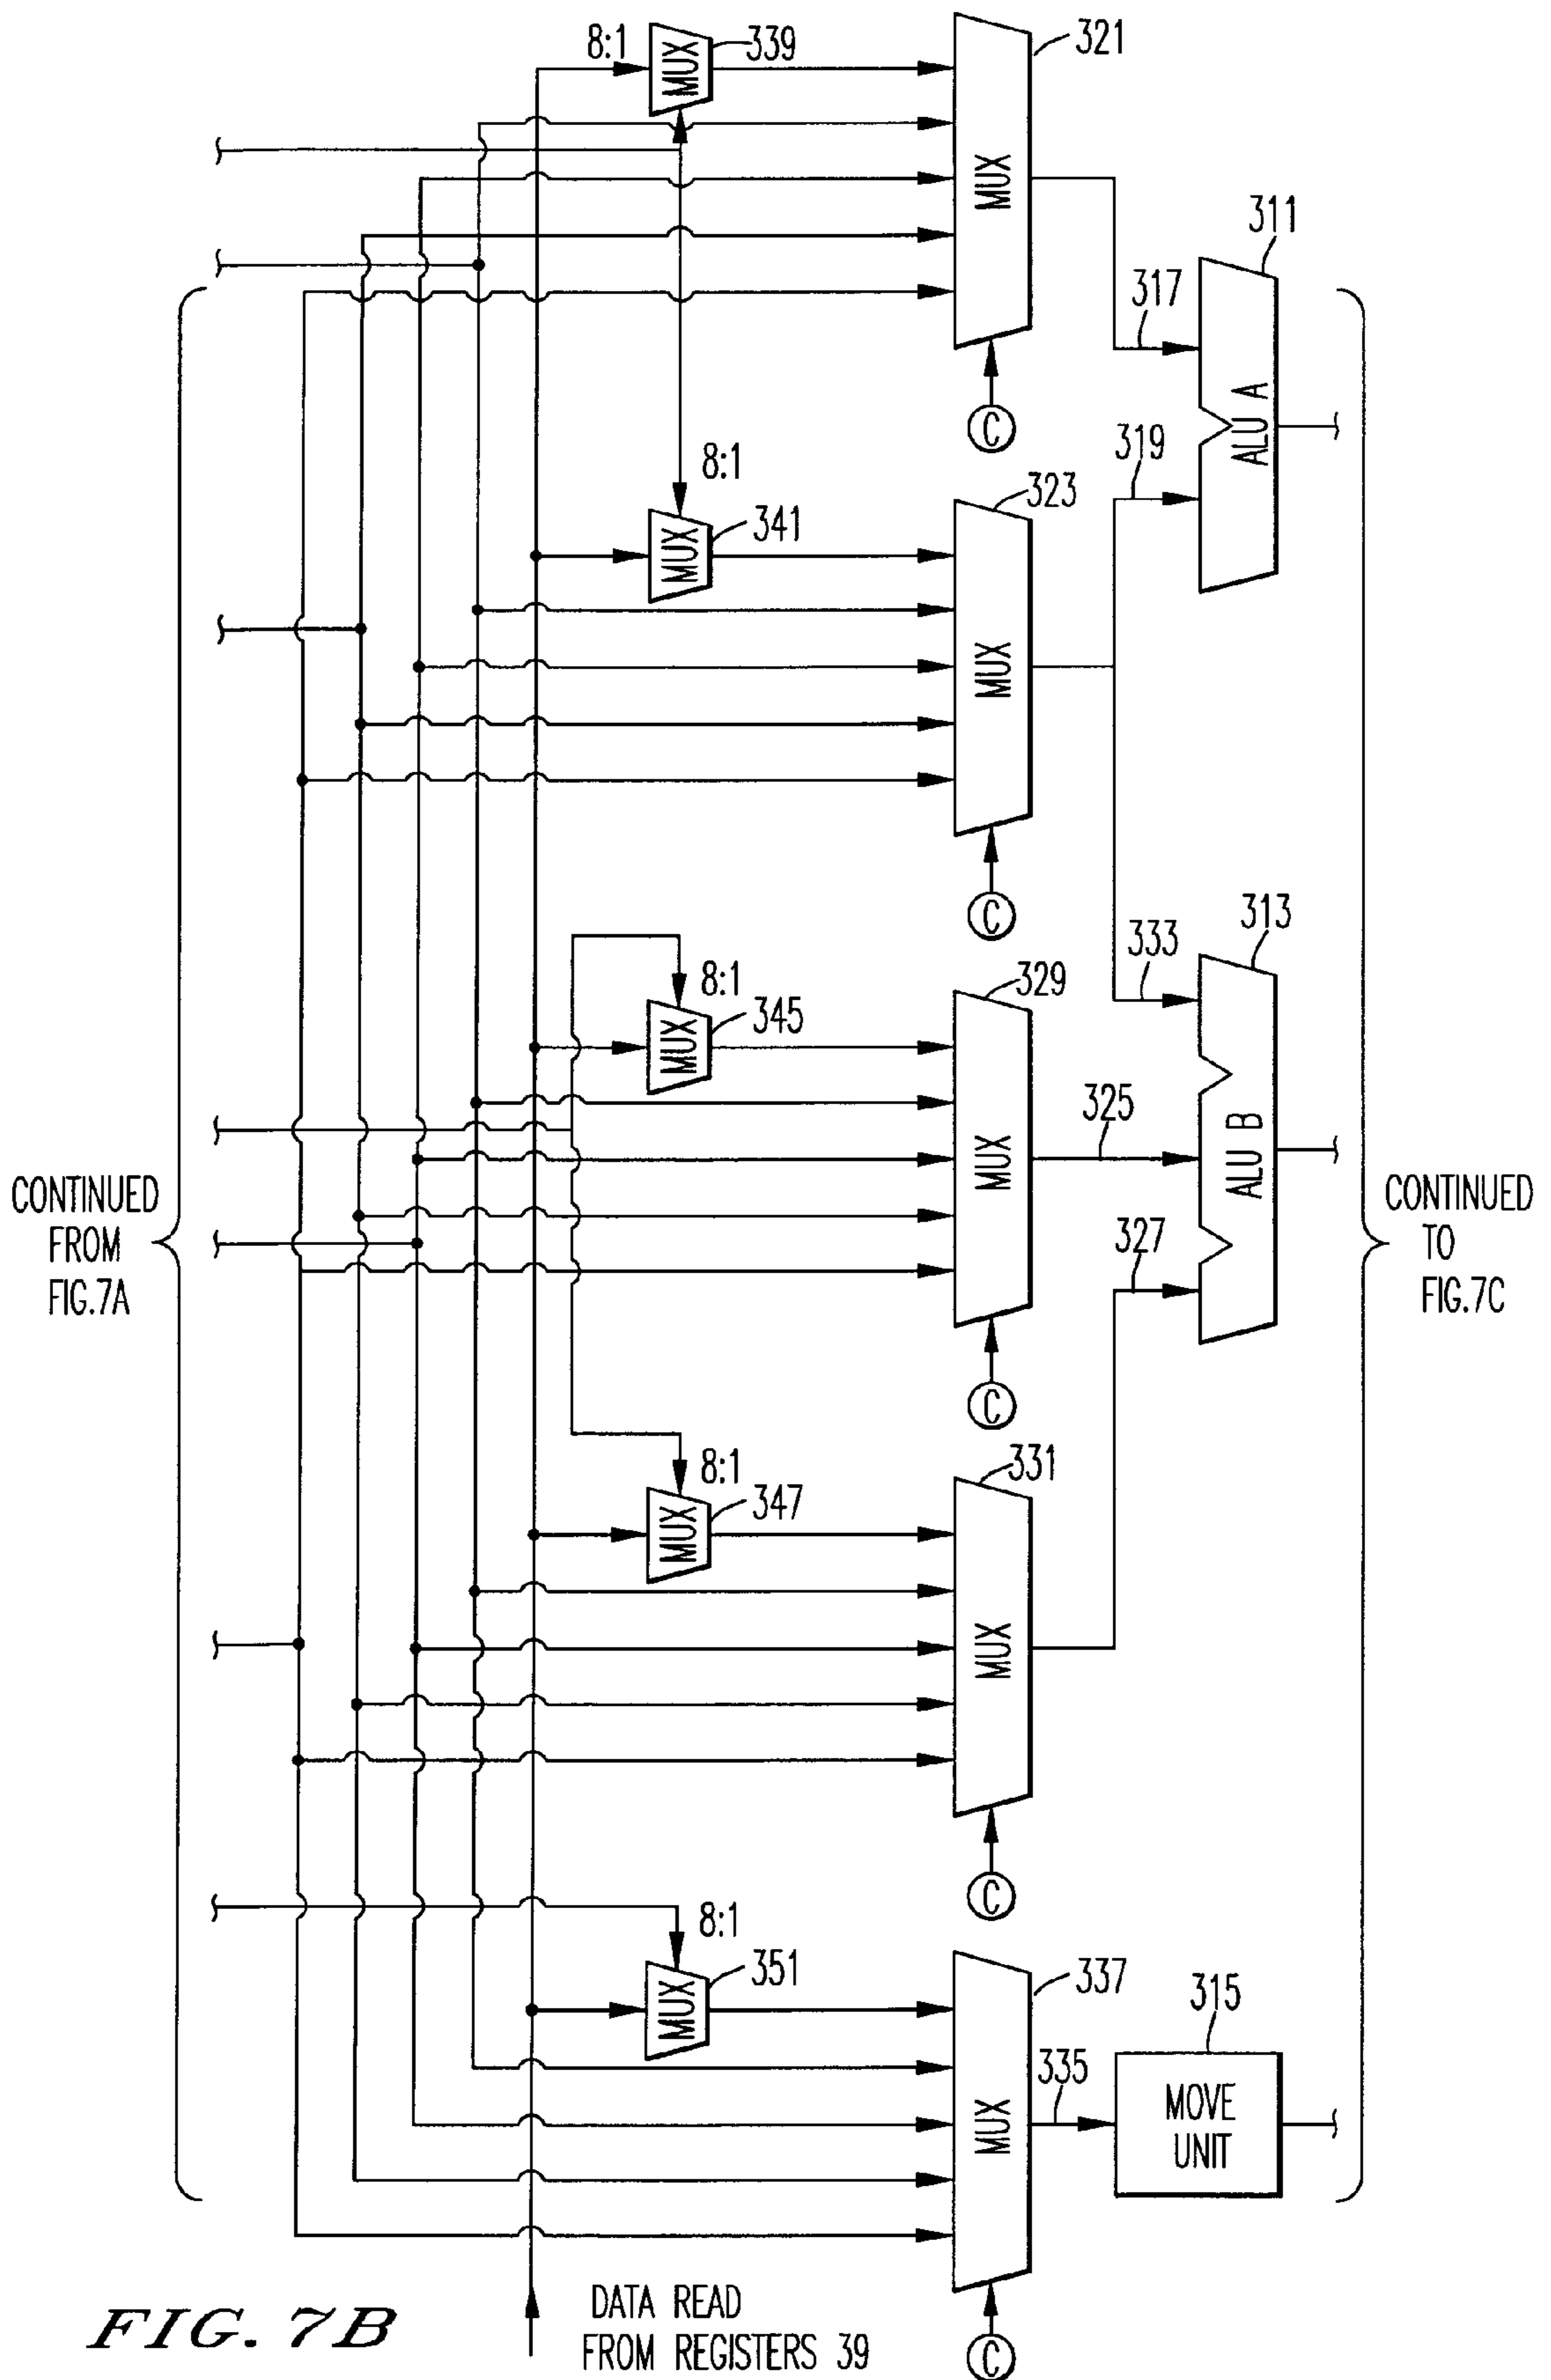 8:1
MUX
339
321
MUX
311
317
ALU A
C
319
8:1
323
MUX
341
MUX
C
333
313
8:1
329
MUX
345
325
MUX
ALU B
CONTINUED
FROM
FIG.7A
327
CONTINUED
TO
FIG.7C
C
331
8:1
MUX
347
MUX
C
8:1
MUX
351
337
315
335
MUX
MOVE
UNIT
DATA READ
FROM REGISTERS 39
C
FIG. 7B